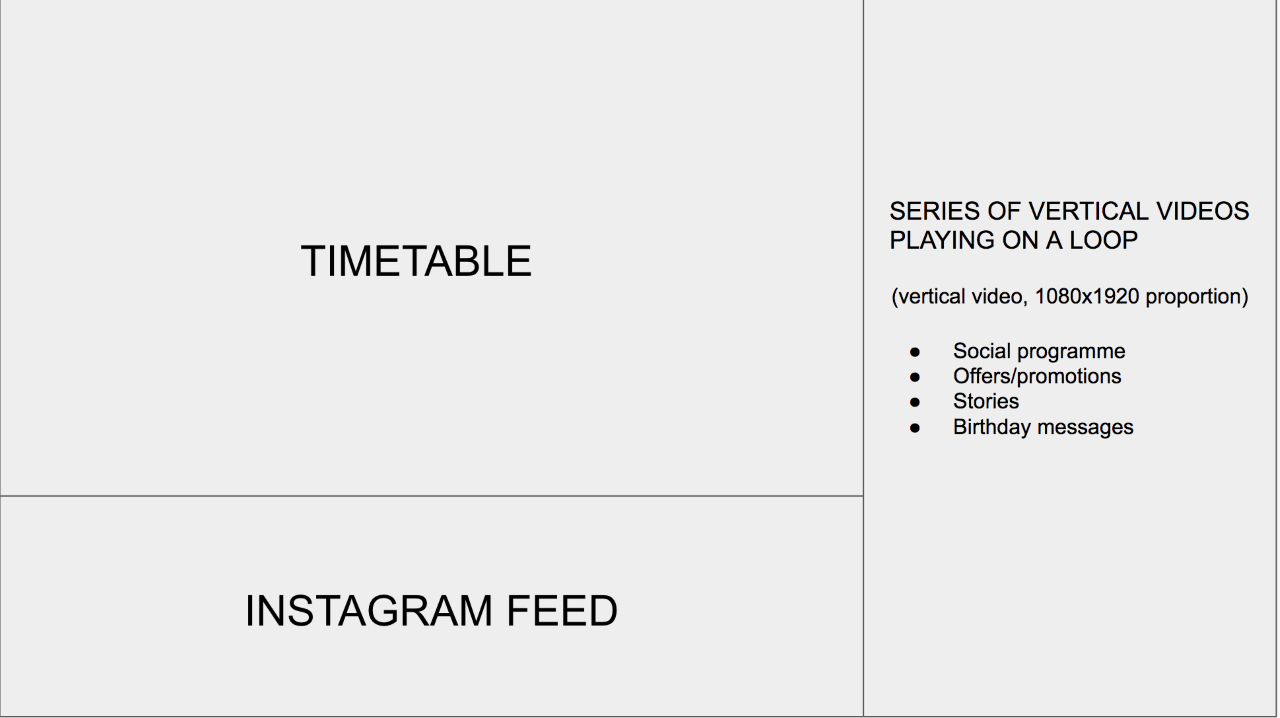 TIMETABLE
INSTAGRAM FEED
SERIES OF VERTICAL VIDEOS
PLAYING ON A LOOP
(vertical video, 1080x1920 proportion)
● Social programme
● Offers/promotions
● Stories
● Birthday messages